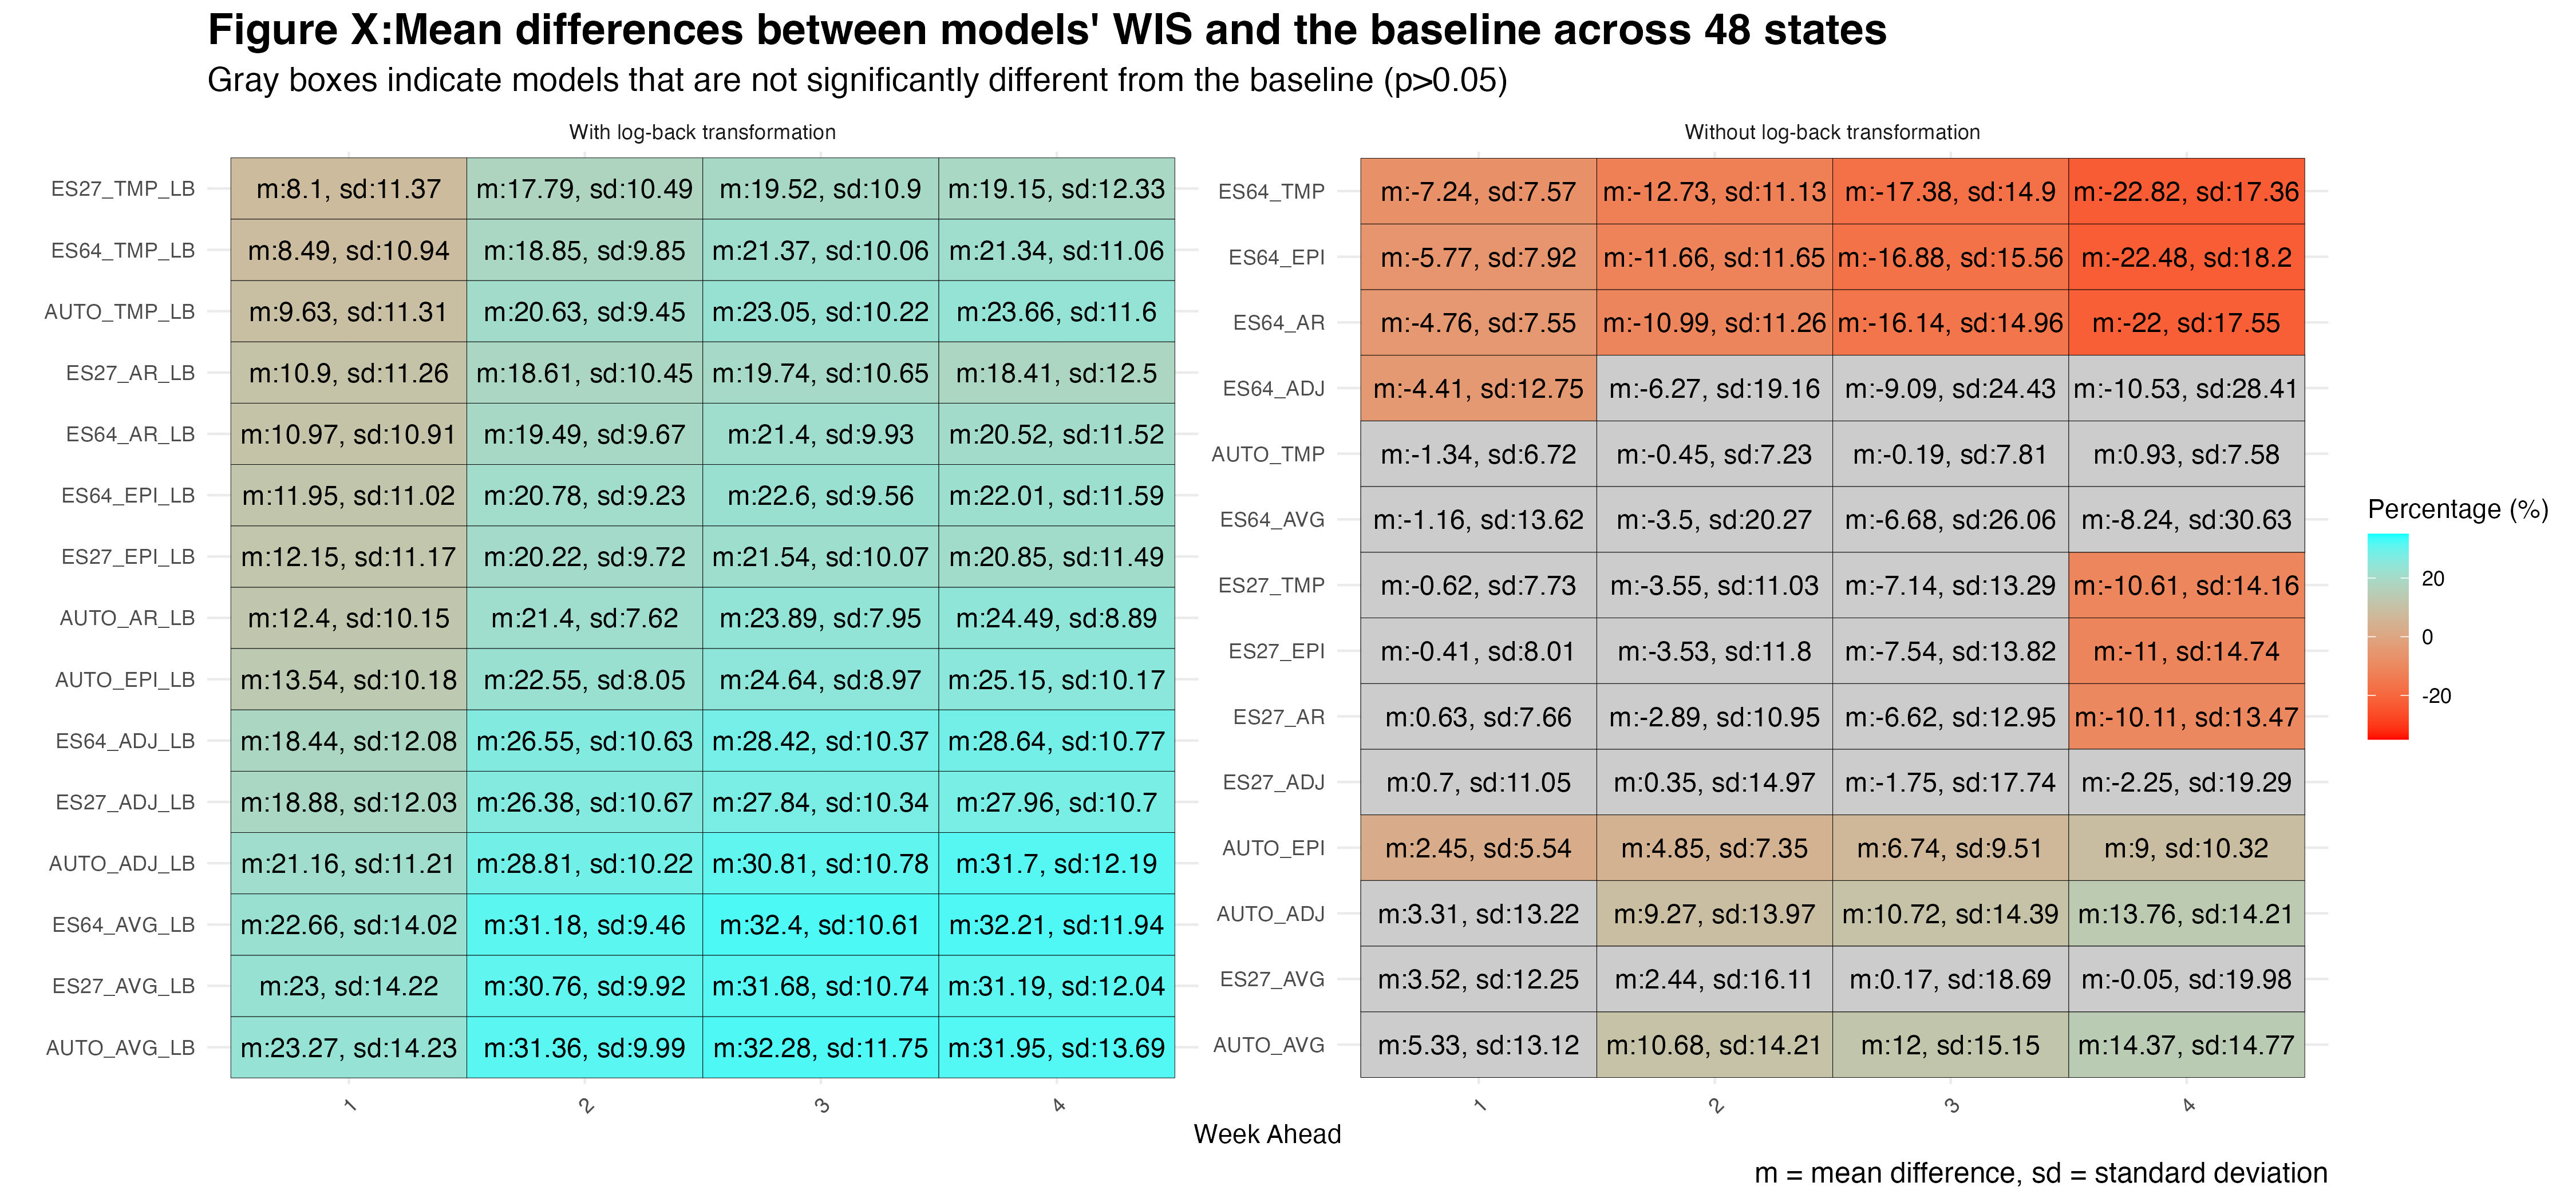 Figure X:Mean differences between models' WIS and the baseline across 48 states
Gray boxes indicate models that are not significantly different from the baseline (p>0.05)
With log-back transformation
ES27_TMP_LB m:8.1, sd:11.37 m:17.79, sd:10.49 m:19.52, sd:10.9 m:19.15, sd:12.33
ES64_TMP_LB m:8.49, sd:10.94 m:18.85, sd:9.85 m:21.37, sd:10.06 m:21.34, sd:11.06
AUTO_TMP_LB m:9.63, sd:11.31 m:20.63, sd:9.45 m:23.05, sd:10.22 m:23.66, sd:11.6
ES27_AR_LB m:10.9, sd:11.26 m:18.61, sd:10.45 m:19.74, sd:10.65 m:18.41, sd:12.5
ES64_AR_LB m:10.97, sd:10.91 m:19.49, sd:9.67 m:21.4, sd:9.93 m:20.52, sd:11.52
ES64_EPI_LB m:11.95, sd:11.02 m:20.78, sd:9.23 m:22.6, sd:9.56 m:22.01, sd:11.59
ES27_EPI_LB m:12.15, sd:11.17 m:20.22, sd:9.72 m:21.54, sd:10.07 m:20.85, sd:11.49
AUTO_AR_LB m:12.4, sd:10.15 m:21.4, sd:7.62 m:23.89, sd:7.95 m:24.49, sd:8.89
AUTO_EPI_LB m:13.54, sd:10.18 m:22.55, sd:8.05 m:24.64, sd:8.97 m:25.15, sd:10.17
ES64_ADJ_LB m:18.44, sd:12.08 m:26.55, sd:10.63 m:28.42, sd:10.37 m:28.64, sd:10.77
ES27_ADJ_LB m:18.88, sd:12.03 m:26.38, sd:10.67 m:27.84, sd:10.34 m:27.96, sd:10.7
AUTO_ADJ_LB m:21.16, sd:11.21 m:28.81, sd:10.22 m:30.81, sd:10.78 m:31.7, sd:12.19
ES64_AVG_LB m:22.66, sd:14.02 m:31.18, sd:9.46 m:32.4, sd:10.61 m:32.21, sd:11.94
ES27_AVG_LB m:23, sd:14.22 m:30.76, sd:9.92 m:31.68, sd:10.74 m:31.19, sd:12.04
AUTO_AVG_LB m:23.27, sd:14.23 m:31.36, sd:9.99 m:32.28, sd:11.75 m:31.95, sd:13.69
1 2 3 4
Without log-back transformation
ES64_TMP m:-7.24, sd:7.57 m:-12.73, sd:11.13 m:-17.38, sd:14.9 m:-22.82, sd:17.36
ES64_EPI m:-5.77, sd:7.92 m:-11.66, sd:11.65 m:-16.88, sd:15.56 m:-22.48, sd:18.2
ES64_AR m:-4.76, sd:7.55 m:-10.99, sd:11.26 m:-16.14, sd:14.96 m:-22, sd:17.55
ES64_ADJ m:-4.41, sd:12.75 m:-6.27, sd:19.16 m:-9.09, sd:24.43 m:-10.53, sd:28.41
AUTO_TMP m:-1.34, sd:6.72 m:-0.45, sd:7.23 m:-0.19, sd:7.81 m:0.93, sd:7.58
ES64_AVG m:-1.16, sd:13.62 m:-3.5, sd:20.27 m:-6.68, sd:26.06 m:-8.24, sd:30.63
ES27_TMP m:-0.62, sd:7.73 m:-3.55, sd:11.03 m:-7.14, sd:13.29 m:-10.61, sd:14.16
ES27_EPI m:-0.41, sd:8.01 m:-3.53, sd:11.8 m:-7.54, sd:13.82 m:-11, sd:14.74
ES27_AR m:0.63, sd:7.66 m:-2.89, sd:10.95 m:-6.62, sd:12.95 m:-10.11, sd:13.47
ES27_ADJ m:0.7, sd:11.05 m:0.35, sd:14.97 m:-1.75, sd:17.74 m:-2.25, sd:19.29
AUTO_EPI m:2.45, sd:5.54 m:4.85, sd:7.35 m:6.74, sd:9.51 m:9, sd:10.32
AUTO_ADJ m:3.31, sd:13.22 m:9.27, sd:13.97 m:10.72, sd:14.39 m:13.76, sd:14.21
ES27_AVG m:3.52, sd:12.25 m:2.44, sd:16.11 m:0.17, sd:18.69 m:-0.05, sd:19.98
AUTO_AVG m:5.33, sd:13.12 m:10.68, sd:14.21 m:12, sd:15.15 m:14.37, sd:14.77
1 2 3 4
Week Ahead
Percentage (%)
20
0
-20
m = mean difference, sd = standard deviation